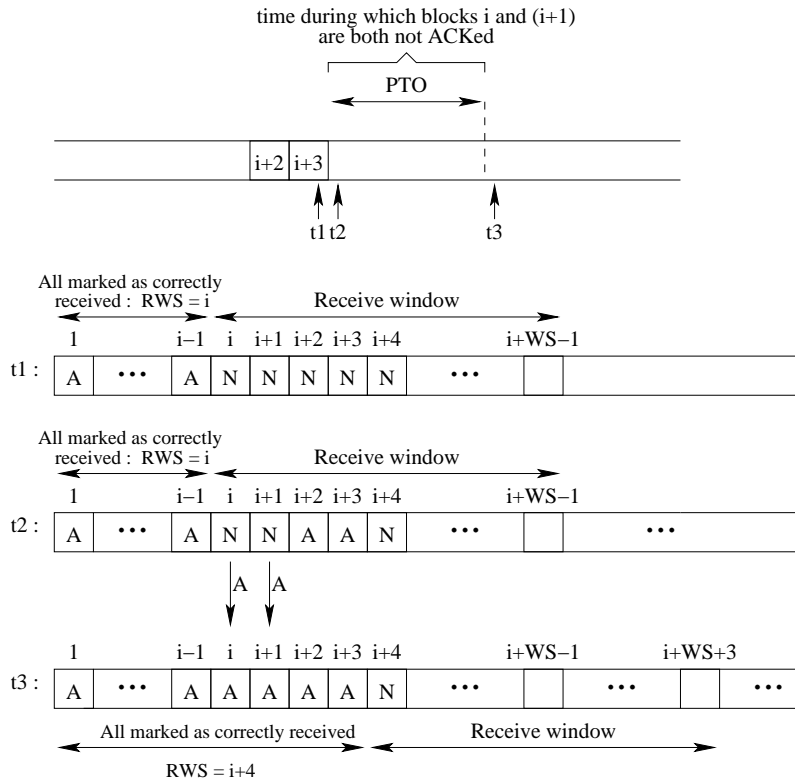 time during which blocks i and (i+1)
are both not ACKed
PTO
i+2 i+3
t1 t2 t3
All marked as correctly
received : RWS = i
Receive window
1 i−1 i i+1 i+2 i+3 i+4 i+WS−1
t1 : A ••• A N N N N N •••
All marked as correctly
received : RWS = i
Receive window
1 i−1 i i+1 i+2 i+3 i+4 i+WS−1
t2 : A ••• A N N A A N ••• •••
A A
1 i−1 i i+1 i+2 i+3 i+4 i+WS−1 i+WS+3
t3 : A ••• A A A A A N ••• ••• •••
All marked as correctly received Receive window
RWS = i+4